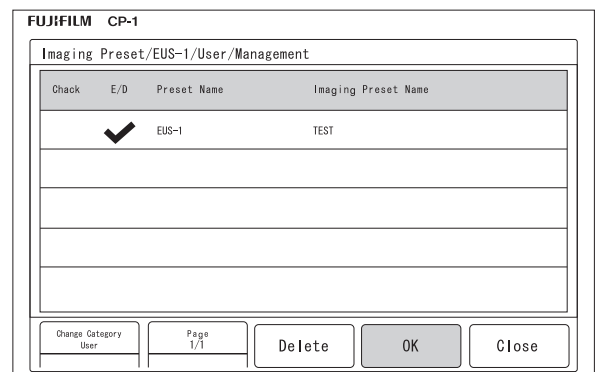 FUJIFILM CP-1
Imaging Preset/EUS-1/User/Management
Chack E/D Preset Name Imaging Preset Name
EUS-1 TEST
Change Category
User
Page
1/1
Delete
OK
Close